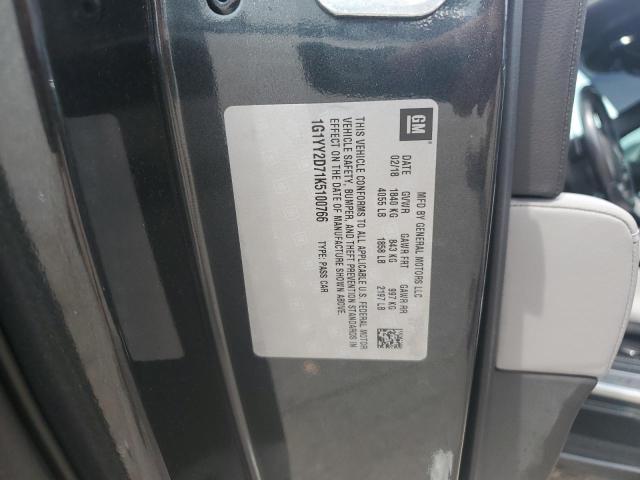 GM
MFD BY GENERAL MOTORS LLC
DATE GVWR GAWR FRT GAWR RR
02/18 1840 KG 843 KG 997 KG
4055 LB 1858 LB 2197 LB
THIS VEHICLE CONFORMS TO ALL APPLICABLE U.S. FEDERAL MOTOR
VEHICLE SAFETY, BUMPER, AND THEFT PREVENTION STANDARDS IN
EFFECT ON THE DATE OF MANUFACTURE SHOWN ABOVE.
1G1YY2D71K5100766 TYPE: PASS CAR